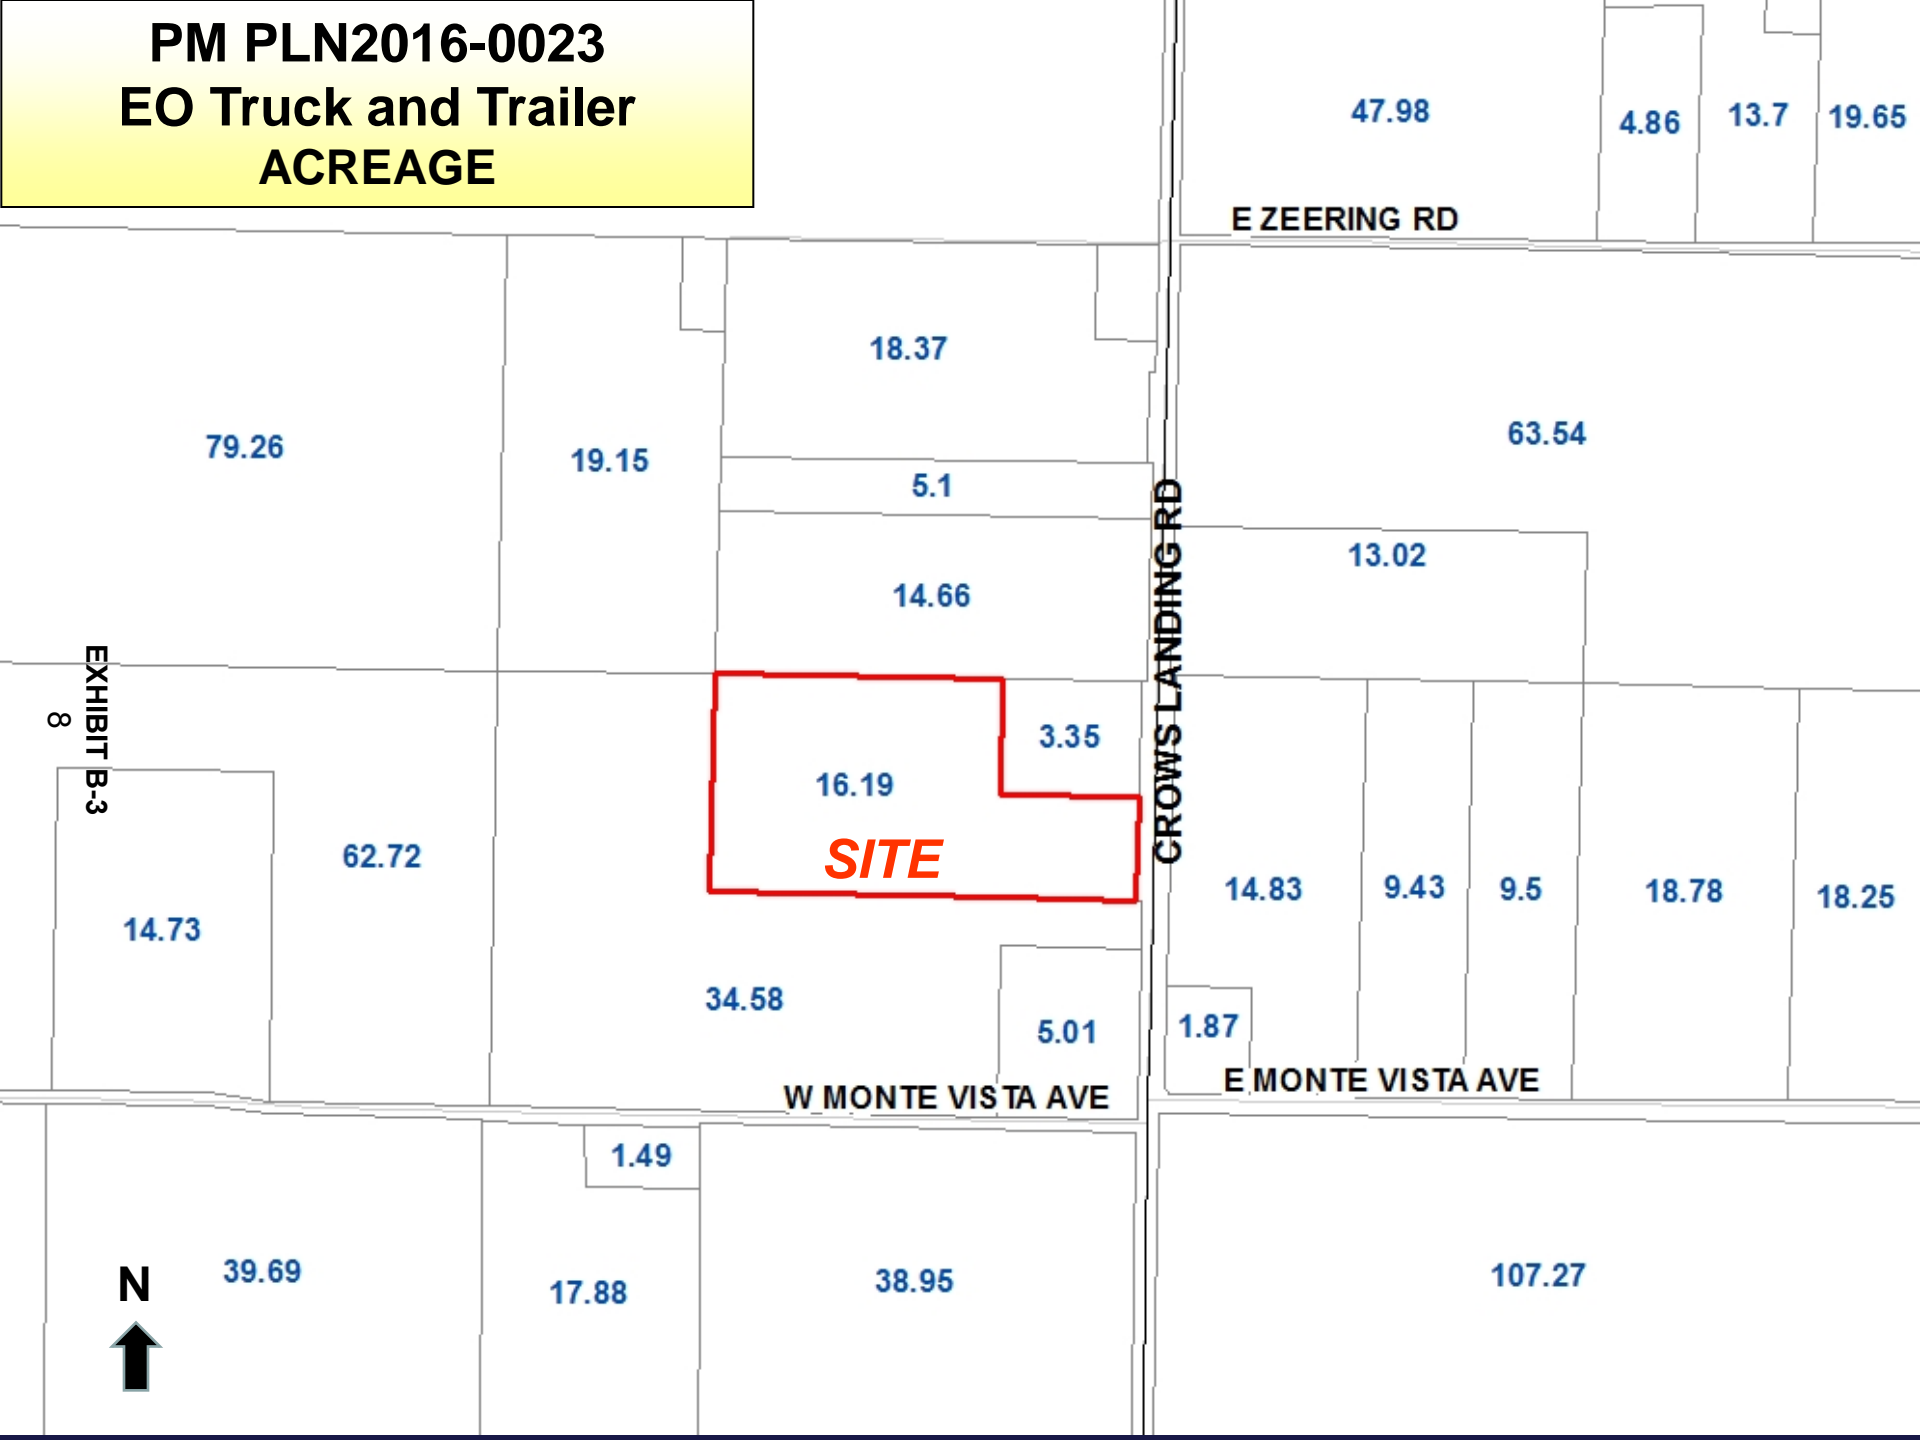 PM PLN2016-0023
EO Truck and Trailer
ACREAGE
47.98
4.86
13.7
19.65
E ZEERING RD
18.37
79.26
19.15
63.54
5.1
CROWS LANDING RD
13.02
14.66
EXHIBIT B-3
8
3.35
16.19
SITE
62.72
14.83
9.43
9.5
18.78
18.25
14.73
34.58
5.01
1.87
W MONTE VISTA AVE
E MONTE VISTA AVE
1.49
39.69
17.88
38.95
107.27
N